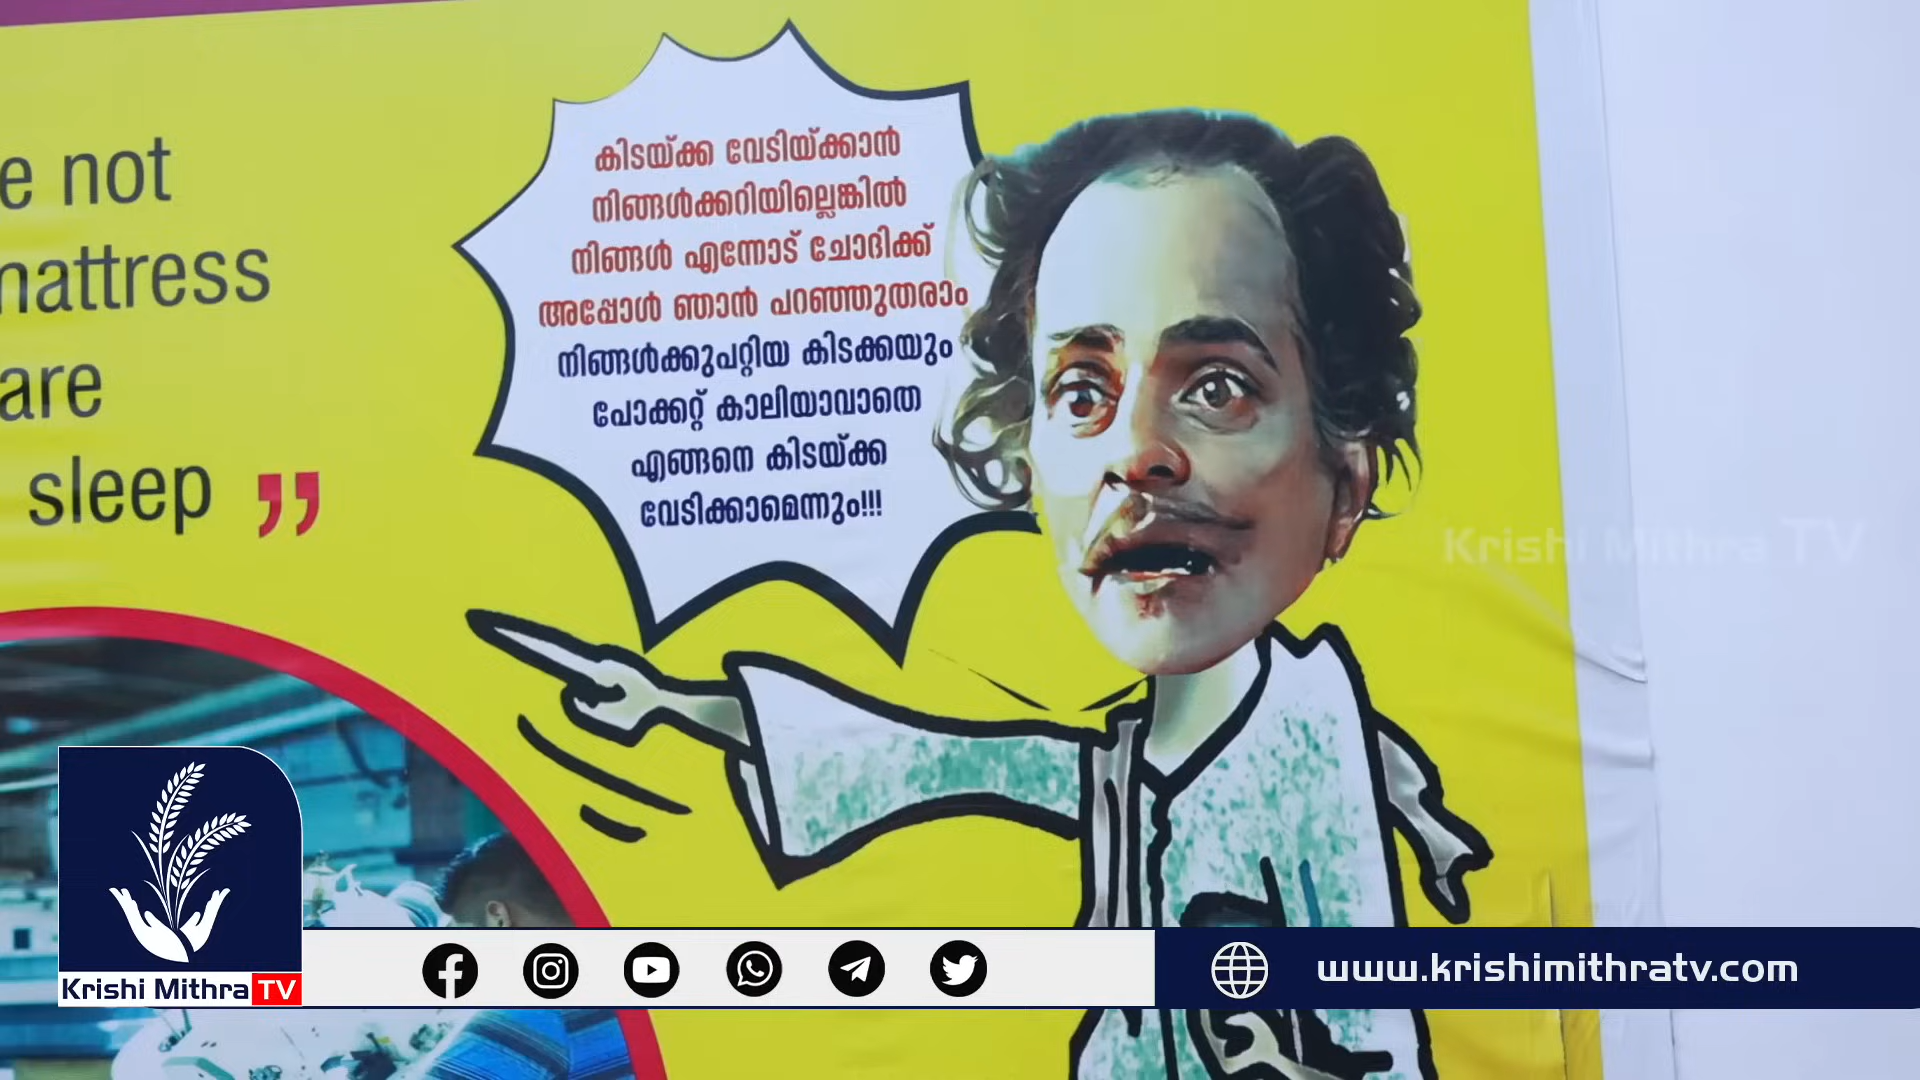 e not
mattress
are
sleep ”
കിടയ്ക്ക വേടിയ്ക്കാൻ
നിങ്ങൾക്കറിയില്ലെങ്കിൽ
നിങ്ങൾ എന്നോട് ചോദിക്ക്
അപ്പോൾ ഞാൻ പറഞ്ഞുതരാം
നിങ്ങൾക്കുപറ്റിയ കിടക്കയും
പോക്കറ്റ് കാലിയാവാതെ
എങ്ങനെ കിടയ്ക്ക
വേടിക്കാമെന്നും!!!
Krishi Mithra TV
Krishi Mithra TV
www.krishimithratv.com